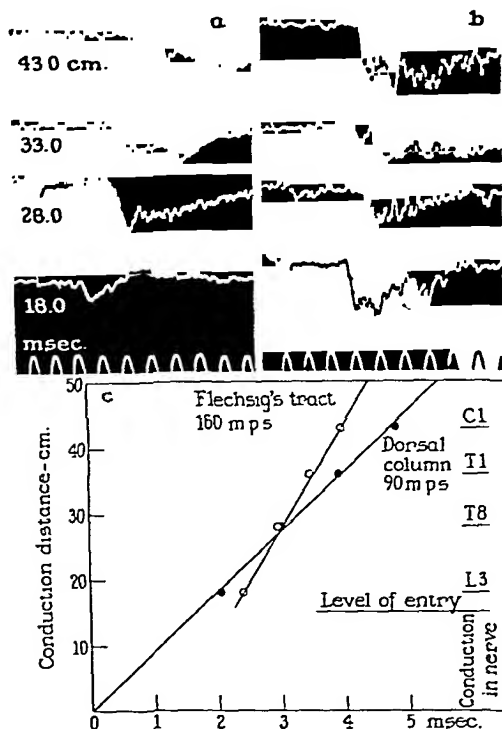 a
b
43 0 cm.
33.0
28.0
18.0
msec.
c
Flechsig's tract
160 m p s
Dorsal
column
90 m p s
C1
T1
T8
L3
Level of entry
Conduction
in nerve
Conduction distance-cm.
50
40
30
20
10
0
1
2
3
4
5
msec.